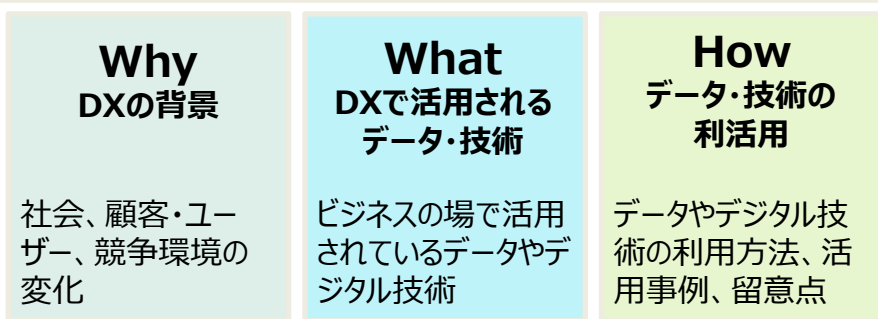 Why
DXの背景
社会、顧客・ユー
ザー、競争環境の
変化
What
DXで活用される
データ・技術
ビジネスの場で活用
されているデータやデ
ジタル技術
How
データ・技術の
利活用
データやデジタル技
術の利用方法、活
用事例、留意点